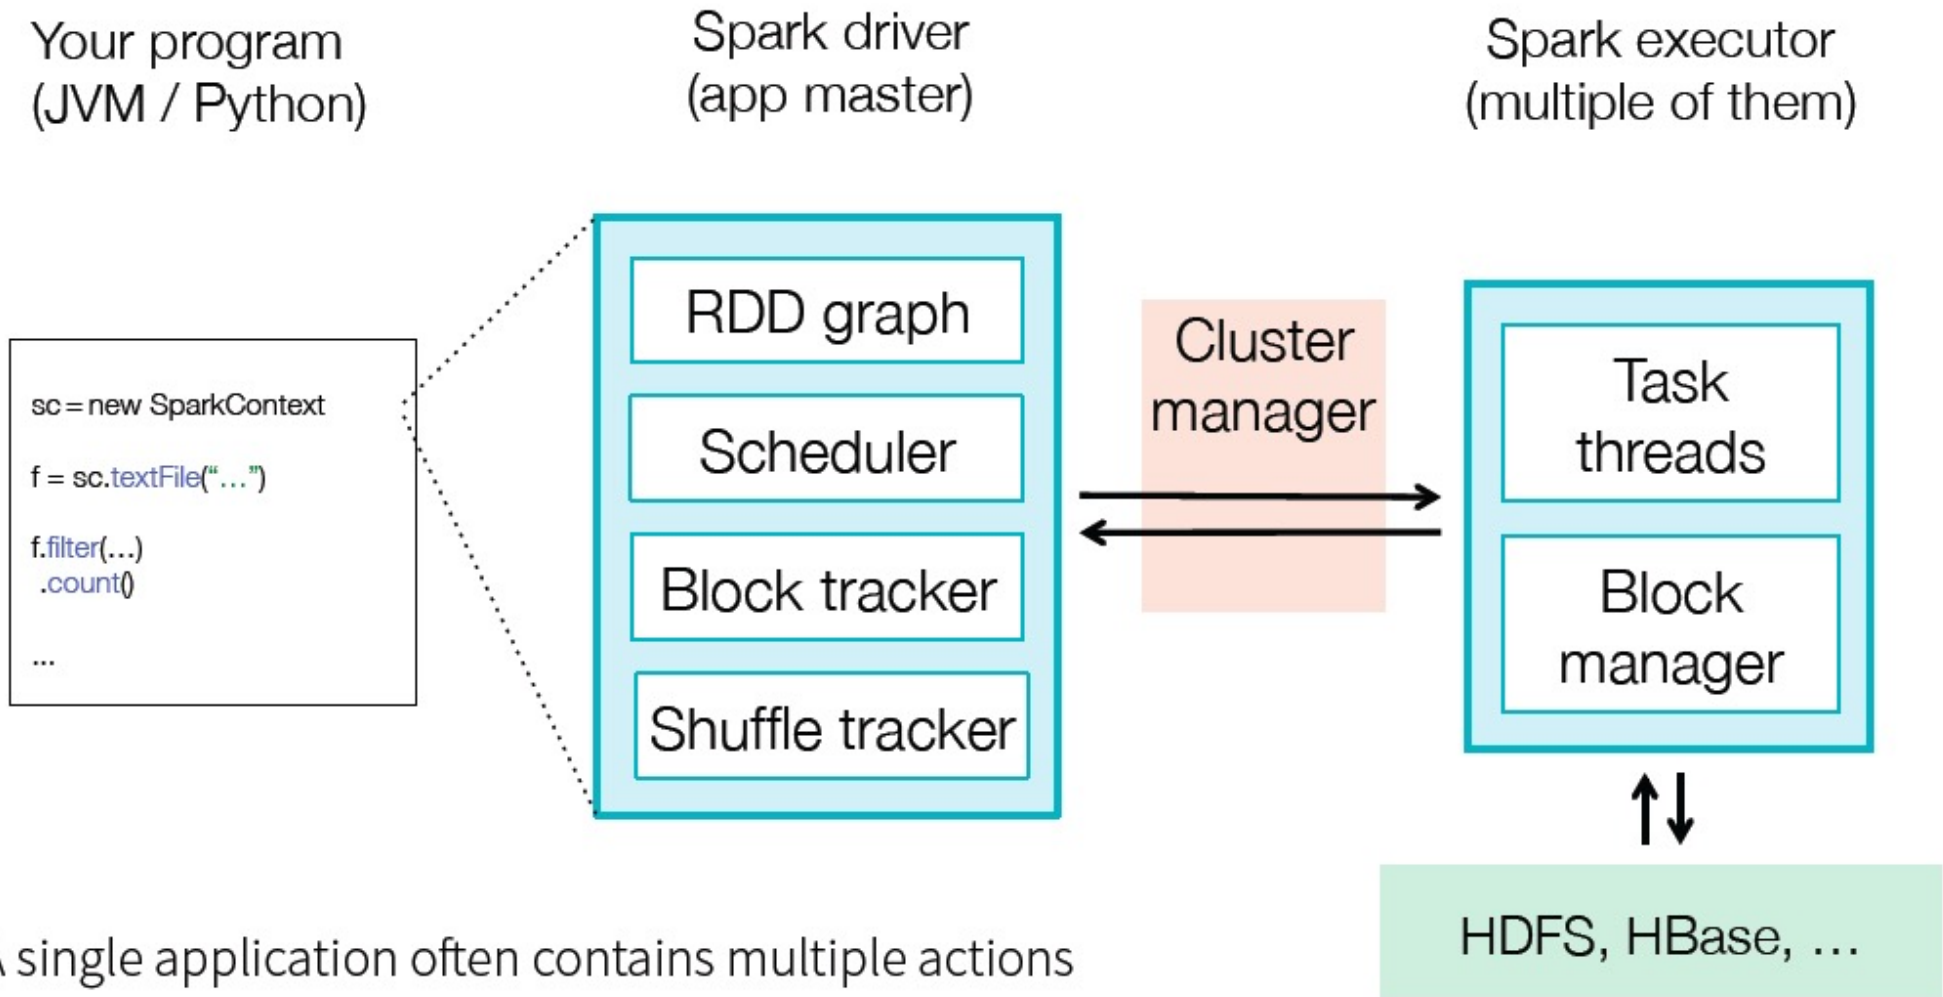 Your program
(JVM / Python)
Spark driver
(app master)
Spark executor
(multiple of them)
sc = new SparkContext
f = sc.textFile(“…”)
f.filter(…)
.count()
...
RDD graph
Scheduler
Block tracker
Shuffle tracker
Cluster
manager
Task
threads
Block
manager
HDFS, HBase, …
A single application often contains multiple actions